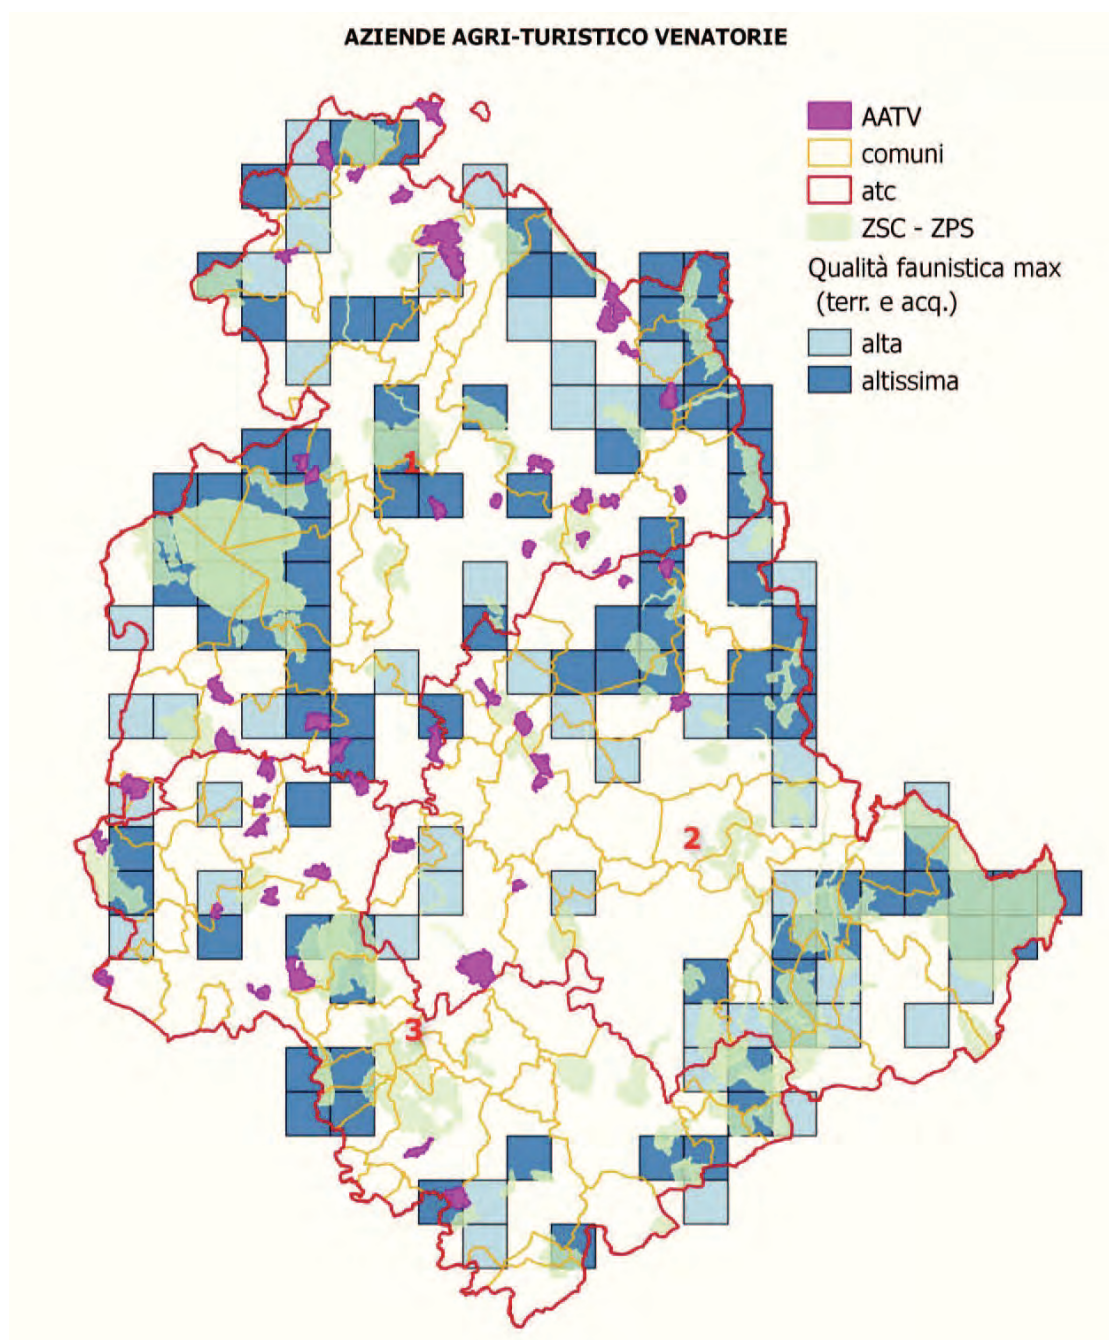 AZIENDE AGRI-TURISTICO VENATORIE
AATV
comuni
atc
ZSC - ZPS
Qualità faunistica max
(terr. e acq.)
alta
altissima
1
2
3